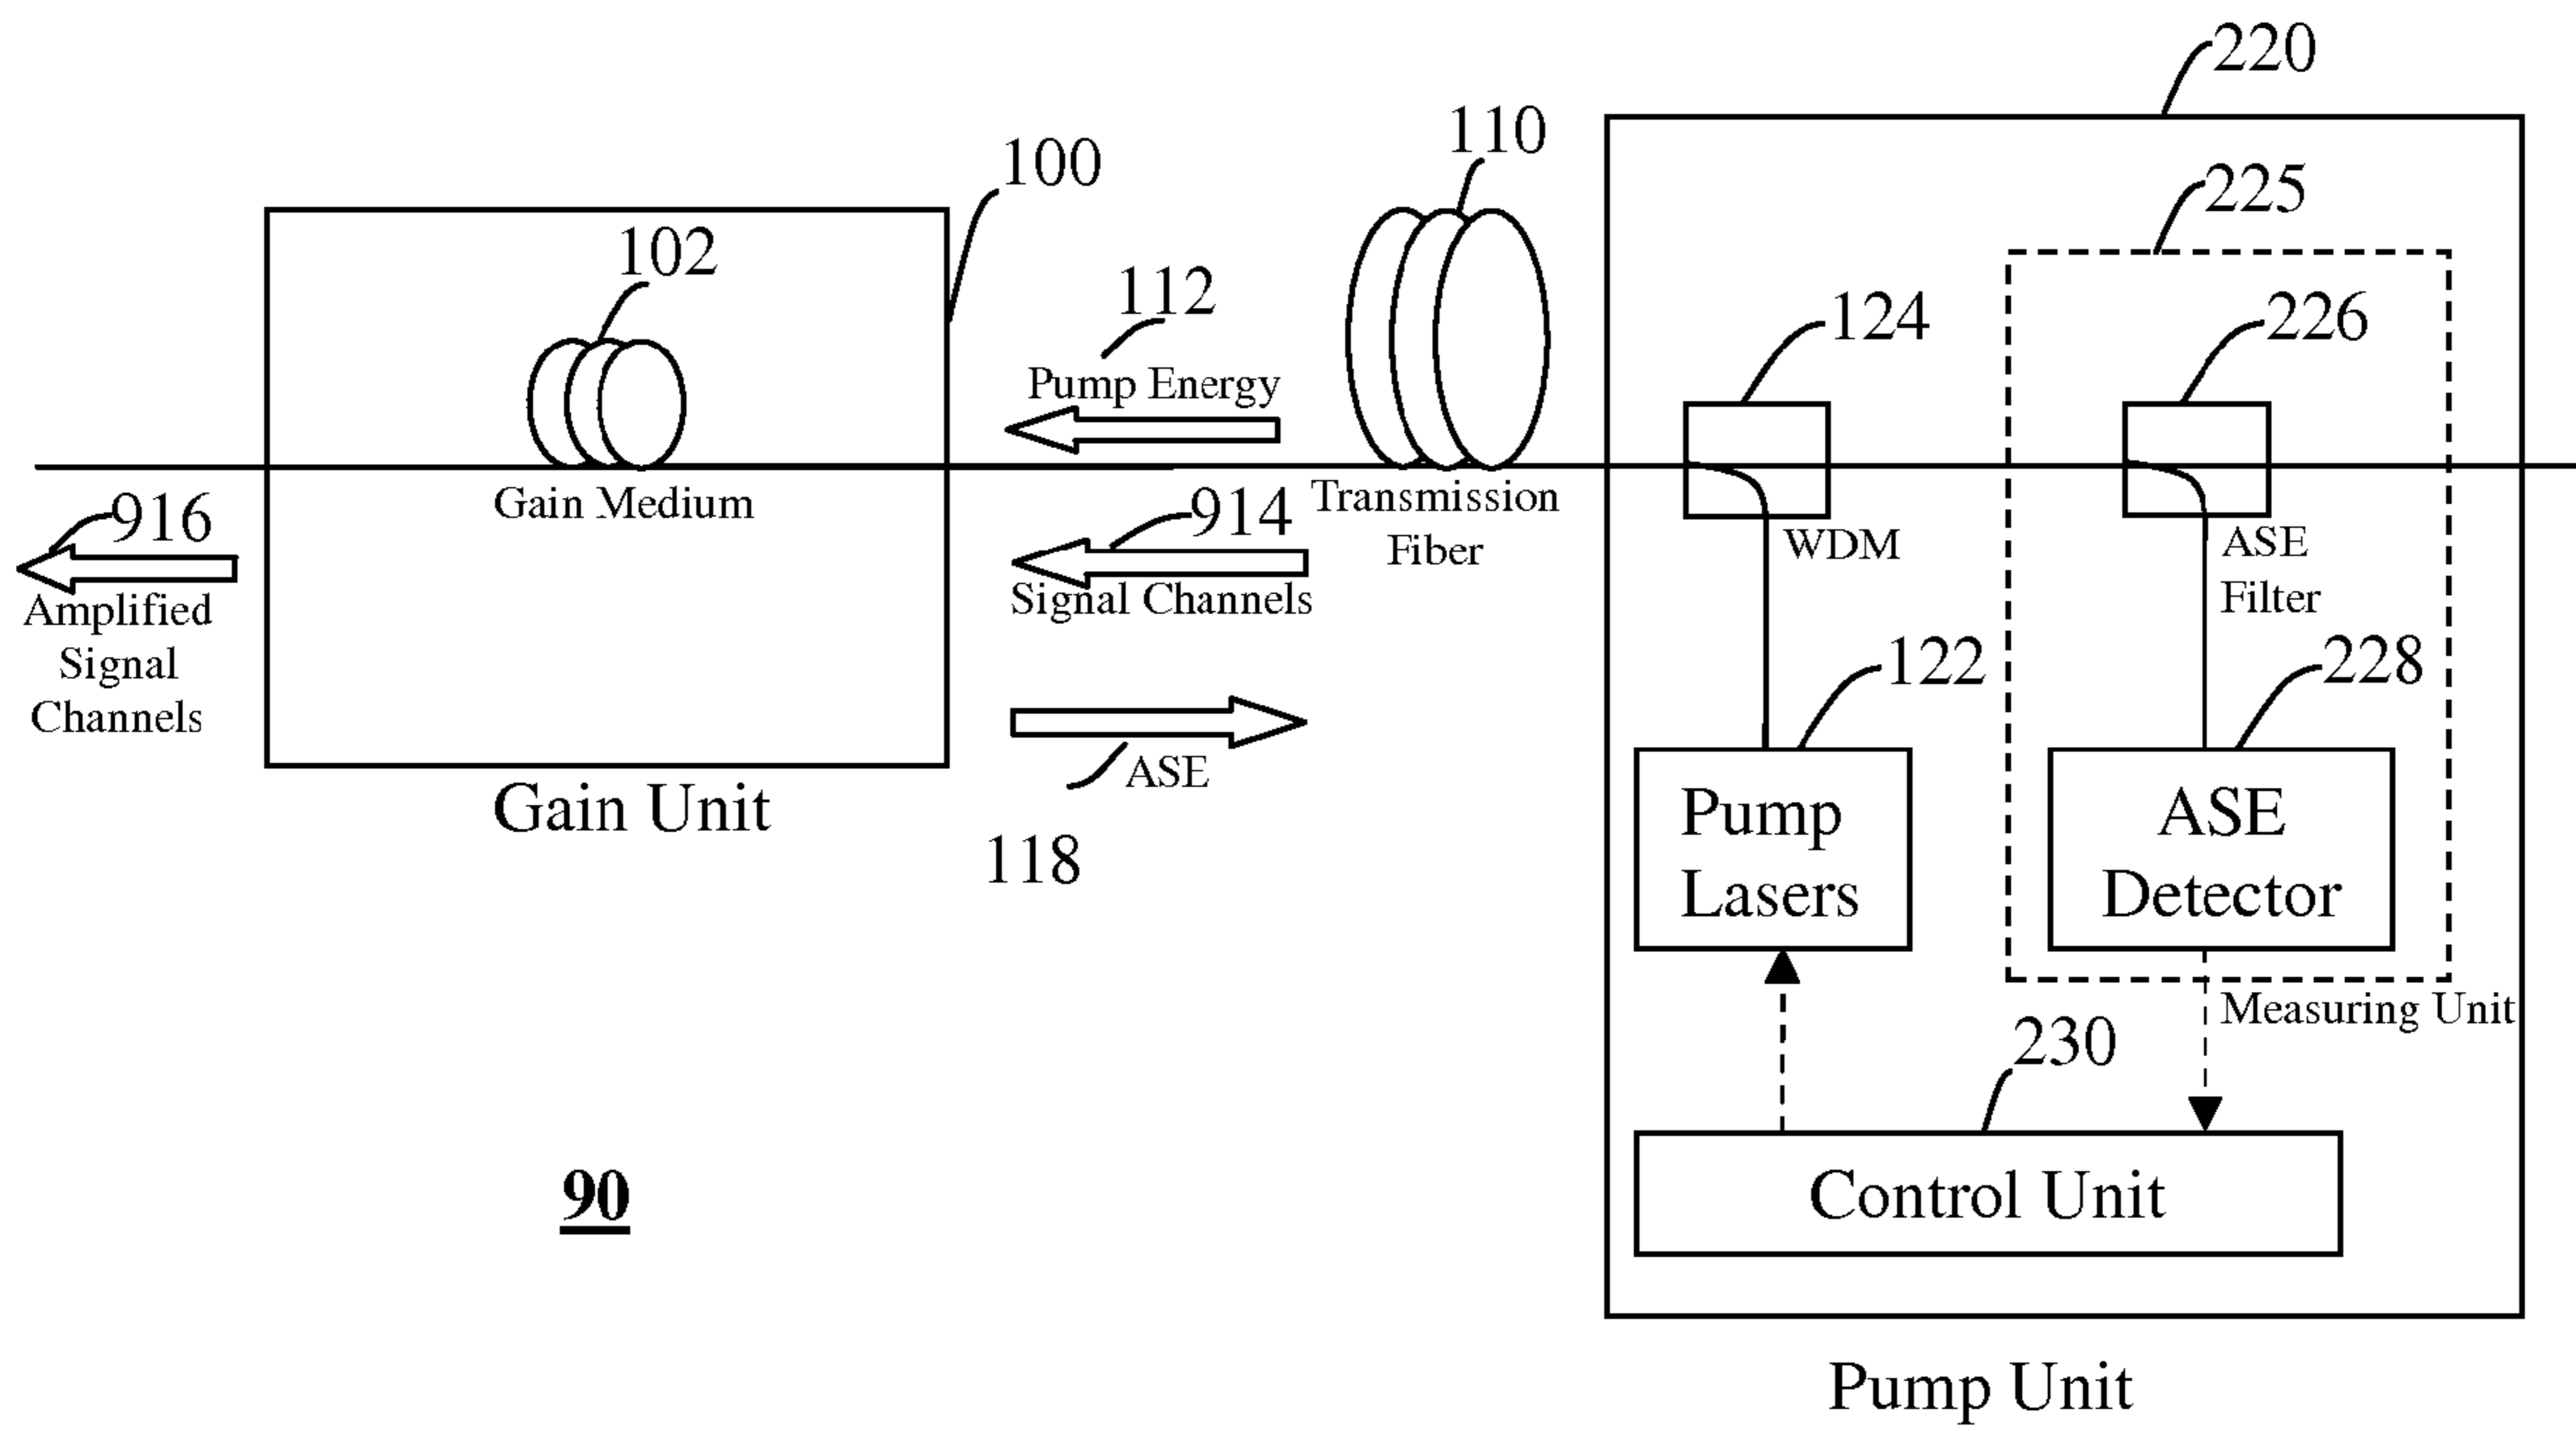 220
110
225
100
102
112
124
226
Pump Energy
Gain Medium
Transmission
Fiber
916
914
WDM
ASE
Filter
Amplified
Signal
Channels
Signal Channels
122
228
ASE
118
Gain Unit
Pump
Lasers
ASE
Detector
Measuring Unit
230
90
Control Unit
Pump Unit